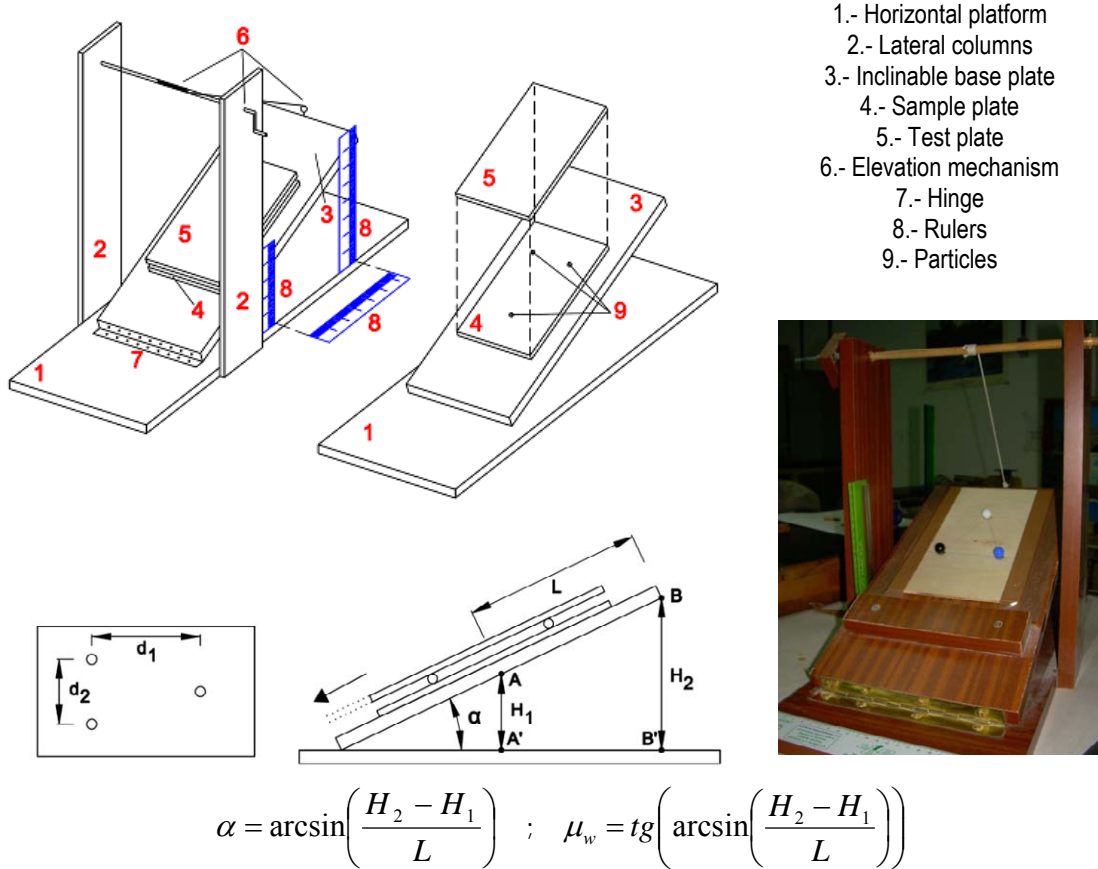 1.- Horizontal platform
2.- Lateral columns
3.- Inclinable base plate
4.- Sample plate
5.- Test plate
6.- Elevation mechanism
7.- Hinge
8.- Rulers
9.- Particles
6
5
3
2
5
3
8
4
8
2
4
9
8
7
1
1
d₁
d₂
L
B
A
H₂
H₁
α
A'
B'
α = arcsin((H₂ − H₁) / L) ; μ_w = tg(arcsin((H₂ − H₁) / L))